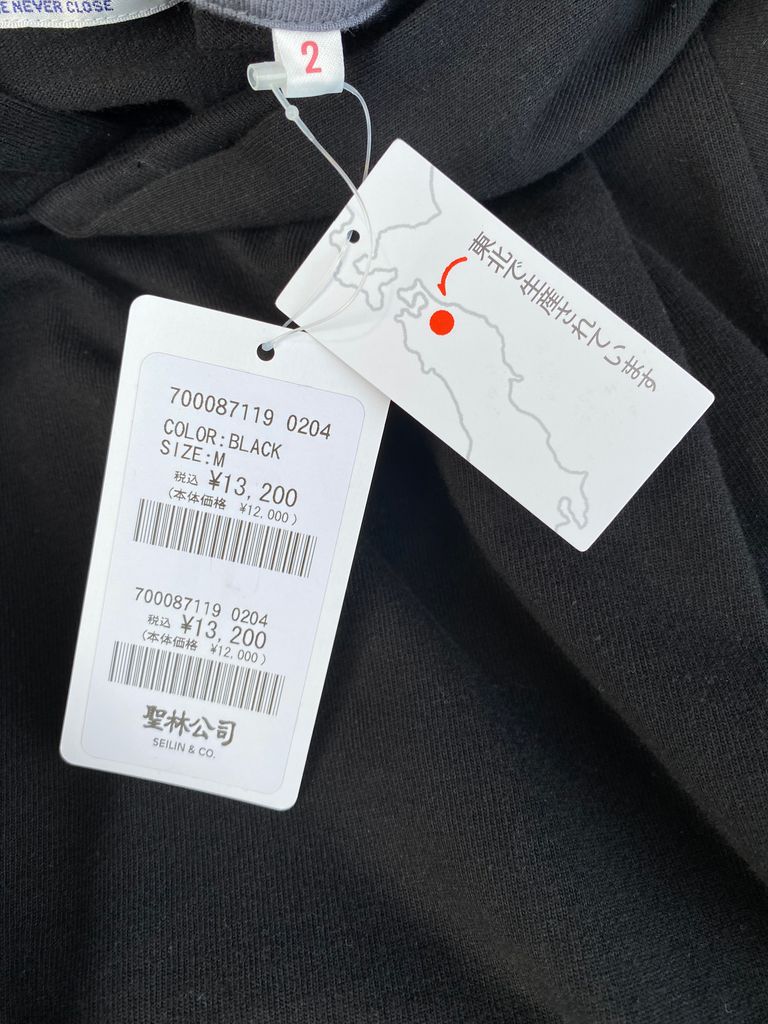 E NEVER CLOSE
2
東北で生産されています
700087119 0204
COLOR:BLACK
SIZE:M
税込 ¥13,200
(本体価格 ¥12,000)
700087119 0204
税込 ¥13,200
(本体価格 ¥12,000)
聖林公司
SEILIN & CO.